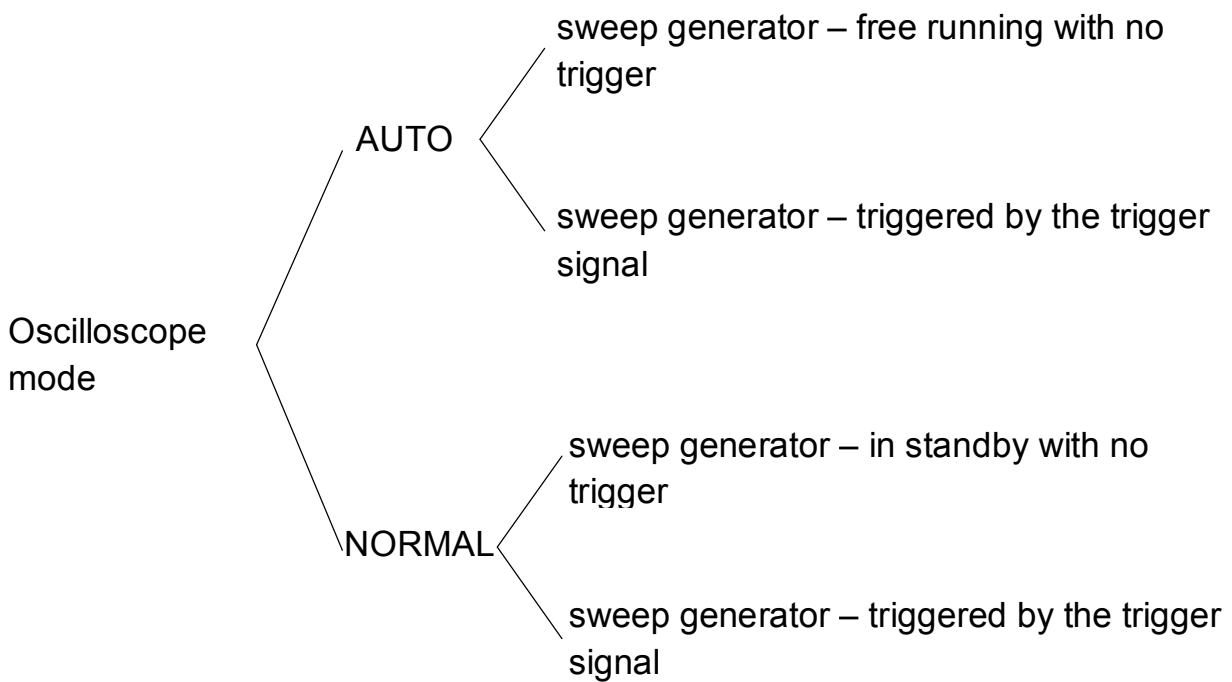 sweep generator – free running with no
trigger
AUTO
sweep generator – triggered by the trigger
signal
Oscilloscope
mode
sweep generator – in standby with no
trigger
NORMAL
sweep generator – triggered by the trigger
signal